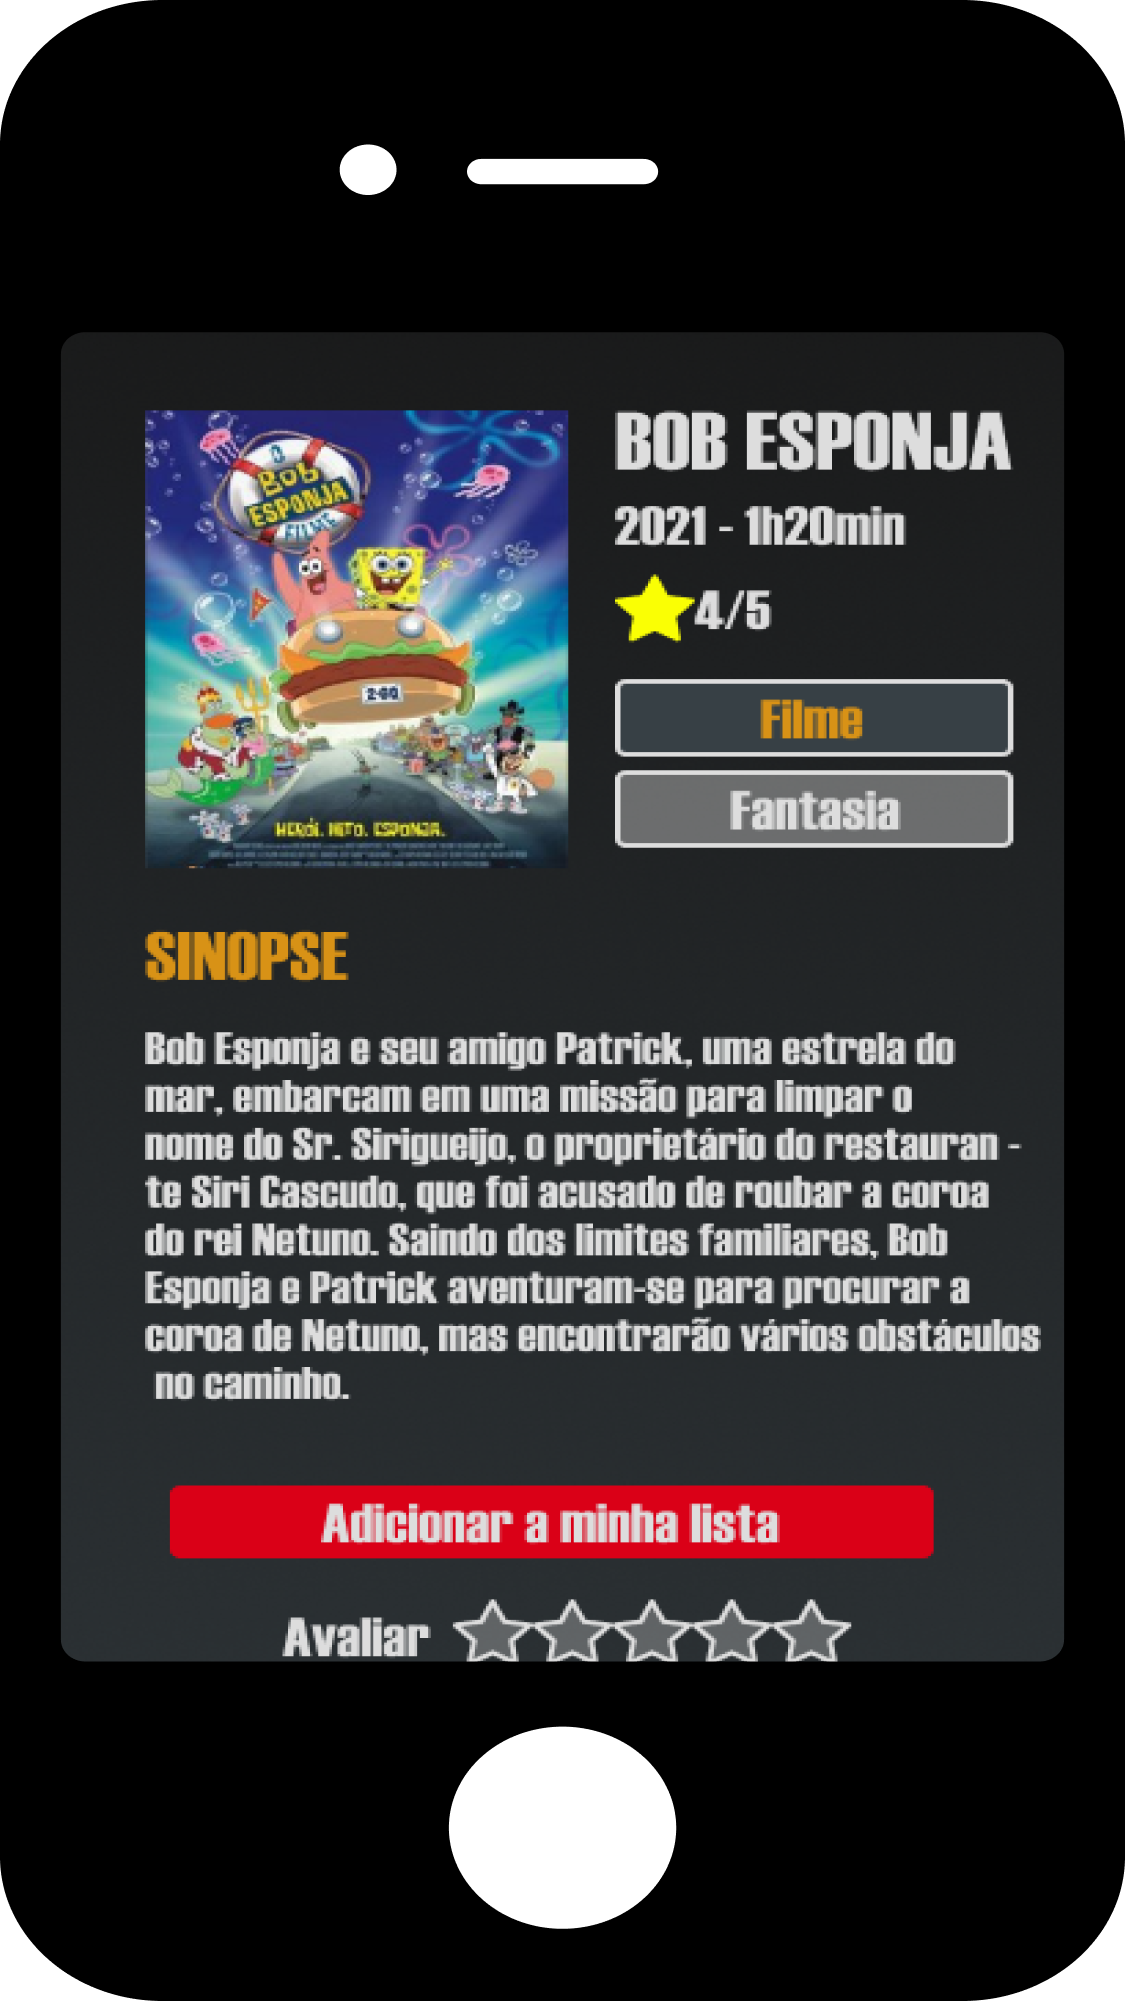 O
Bob
ESPONJA
FILME
2·GO
HERÓI. MITO. ESPONJA.
BOB ESPONJA
2021 - 1h20min
4/5
Filme
Fantasia
SINOPSE
Bob Esponja e seu amigo Patrick, uma estrela do
mar, embarcam em uma missão para limpar o
nome do Sr. Sirigueijo, o proprietário do restauran -
te Siri Cascudo, que foi acusado de roubar a coroa
do rei Netuno. Saindo dos limites familiares, Bob
Esponja e Patrick aventuram-se para procurar a
coroa de Netuno, mas encontrarão vários obstáculos
no caminho.
Adicionar a minha lista
Avaliar